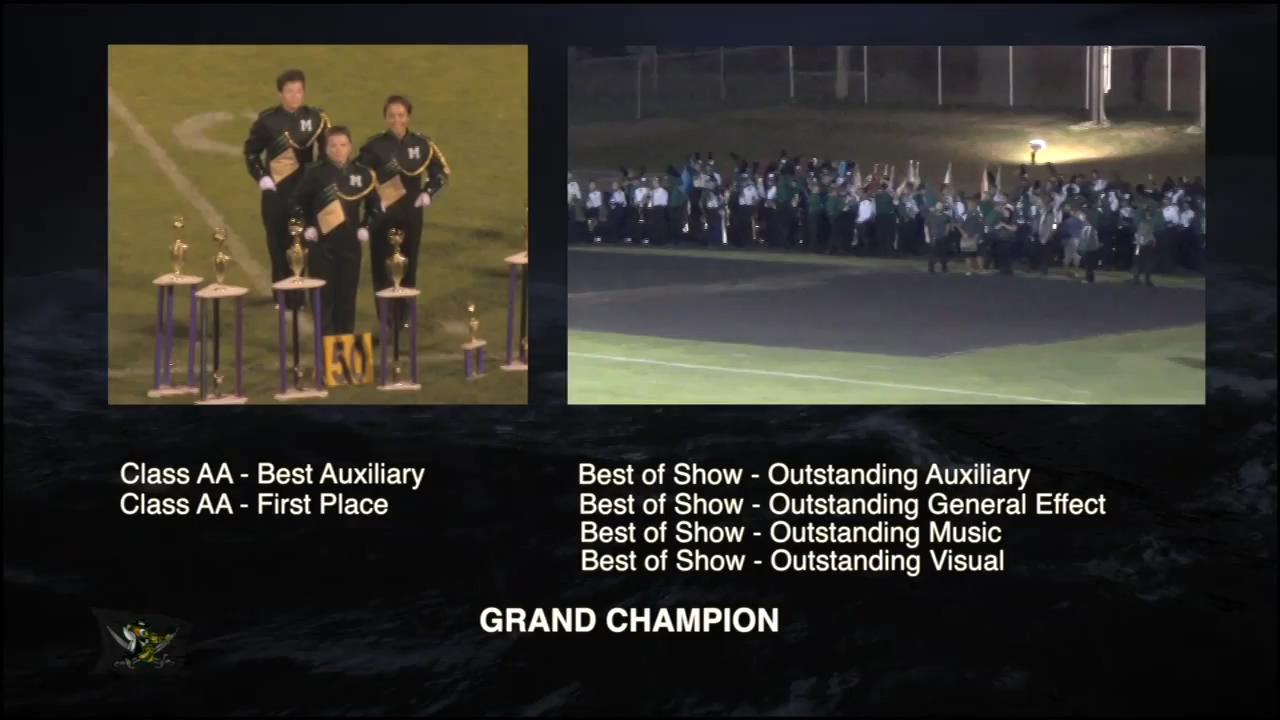 M
M
M
50
Class AA - Best Auxiliary
Class AA - First Place
Best of Show - Outstanding Auxiliary
Best of Show - Outstanding General Effect
Best of Show - Outstanding Music
Best of Show - Outstanding Visual
GRAND CHAMPION